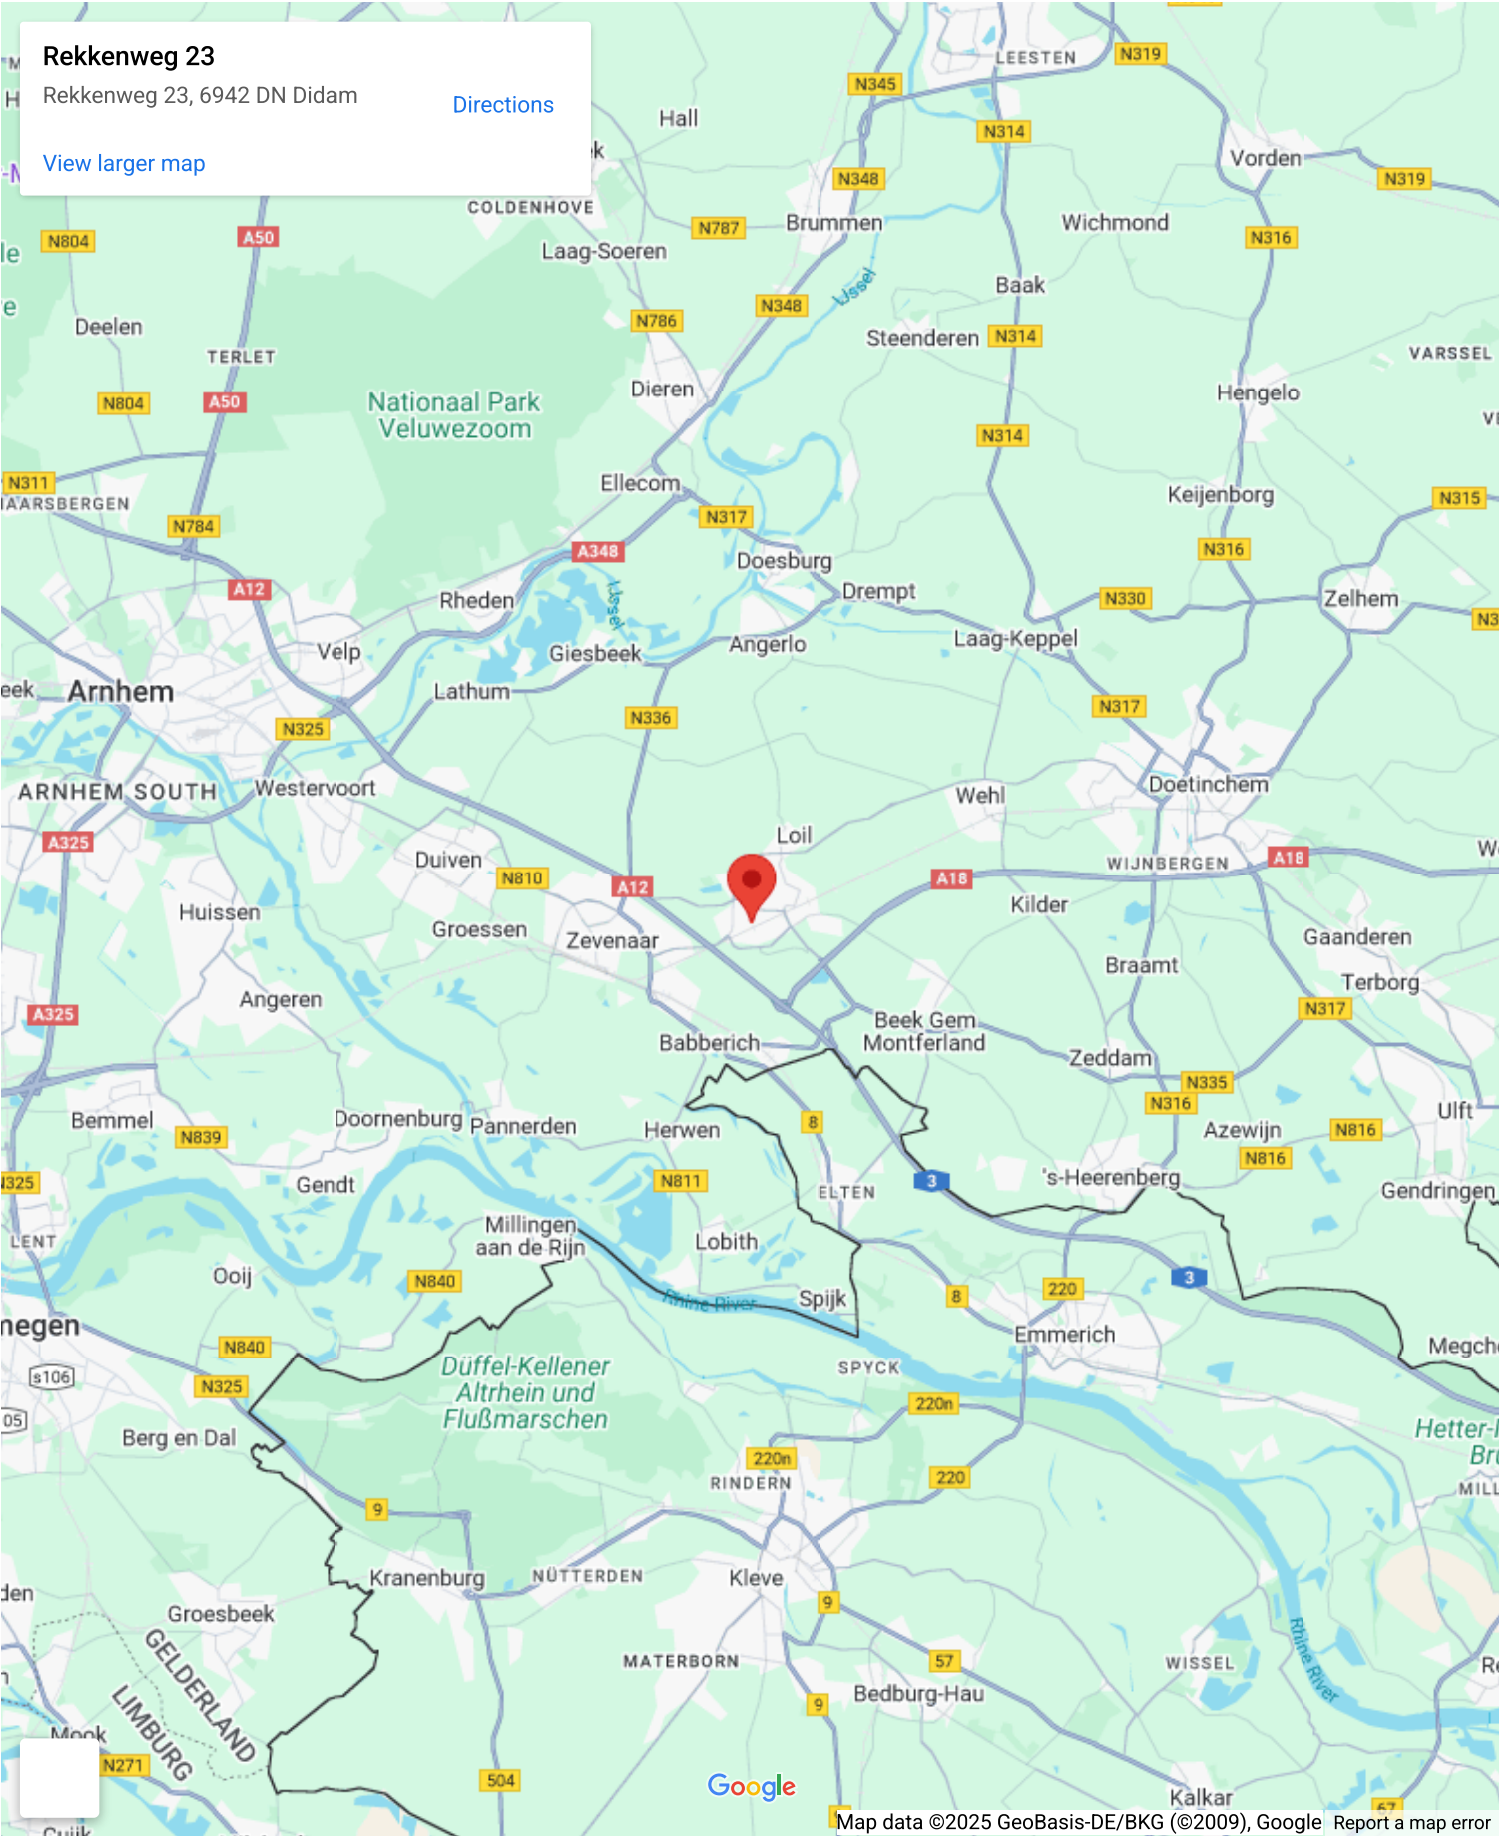 Rekkenweg 23
Rekkenweg 23, 6942 DN Didam
Directions
View larger map
LEESTEN
N319
N345
Hall
N314
Vorden
N348
N319
COLDENHOVE
N787
Brummen
Wichmond
N804
A50
Laag-Soeren
N316
IJssel
Baak
N348
N786
Deelen
Steenderen
N314
TERLET
VARSSEL
Dieren
Hengelo
N804
A50
Nationaal Park
Veluwezoom
N314
N311
Ellecom
Keijenborg
N315
N784
N317
A348
N316
Doesburg
A12
Drempt
Rheden
IJssel
N330
Zelhem
Velp
Giesbeek
Angerlo
Laag-Keppel
Arnhem
Lathum
N336
N317
N325
ARNHEM SOUTH
Westervoort
Doetinchem
Wehl
A325
Loil
Duiven
N810
A12
A18
WIJNBERGEN
A18
Huissen
Groessen
Zevenaar
Kilder
Gaanderen
Braamt
Terborg
Angeren
A325
N317
Beek Gem
Montferland
Babberich
Zeddam
N335
N316
Bemmel
Doornenburg
Pannerden
Herwen
8
Azewijn
N816
Ulft
N839
N816
N325
Gendt
N811
ELTEN
3
's-Heerenberg
Gendringen
LENT
Millingen
aan de Rijn
Lobith
Ooij
N840
3
Rhine River
Spijk
8
220
Emmerich
N840
s106
N325
Düffel-Kellener
Altrhein und
Flußmarschen
SPYCK
220n
Berg en Dal
220n
RINDERN
220
9
Kranenburg
NÜTTERDEN
Kleve
9
Groesbeek
GELDERLAND
LIMBURG
MATERBORN
57
WISSEL
Rhine River
9
Bedburg-Hau
Mook
N271
504
Google
Kalkar
67
Map data ©2025 GeoBasis-DE/BKG (©2009), Google
Report a map error